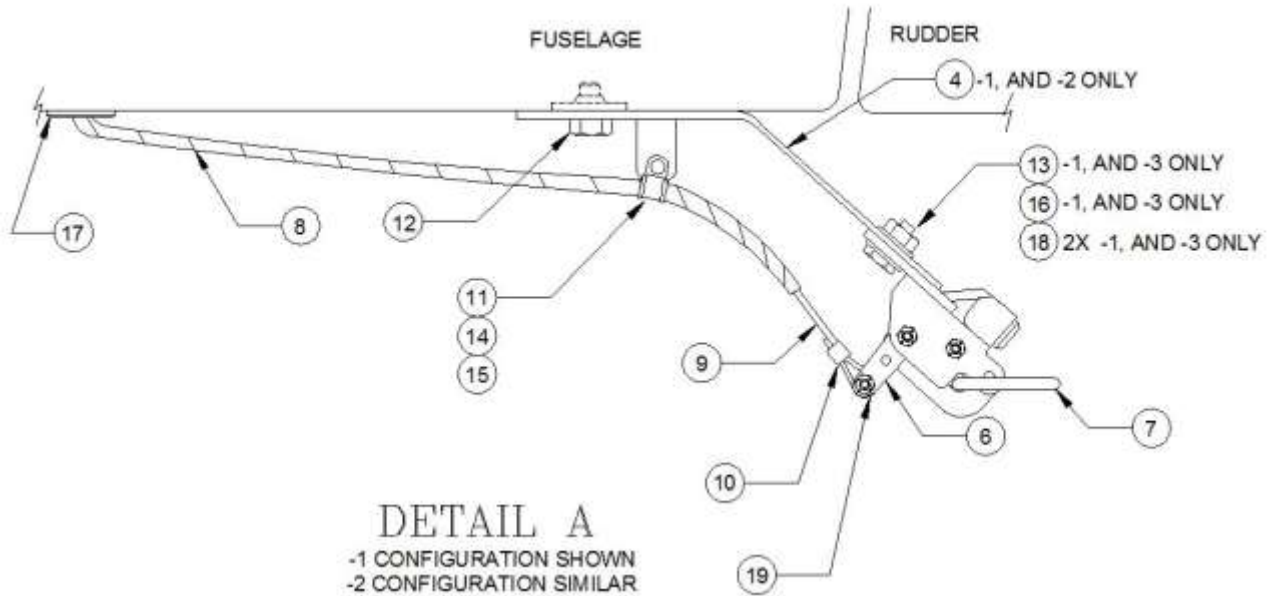 FUSELAGE
RUDDER
4 -1, AND -2 ONLY
13 -1, AND -3 ONLY
16 -1, AND -3 ONLY
18 2X -1, AND -3 ONLY
17
8
12
11
14
15
9
7
6
10
19
DETAIL A
-1 CONFIGURATION SHOWN
-2 CONFIGURATION SIMILAR